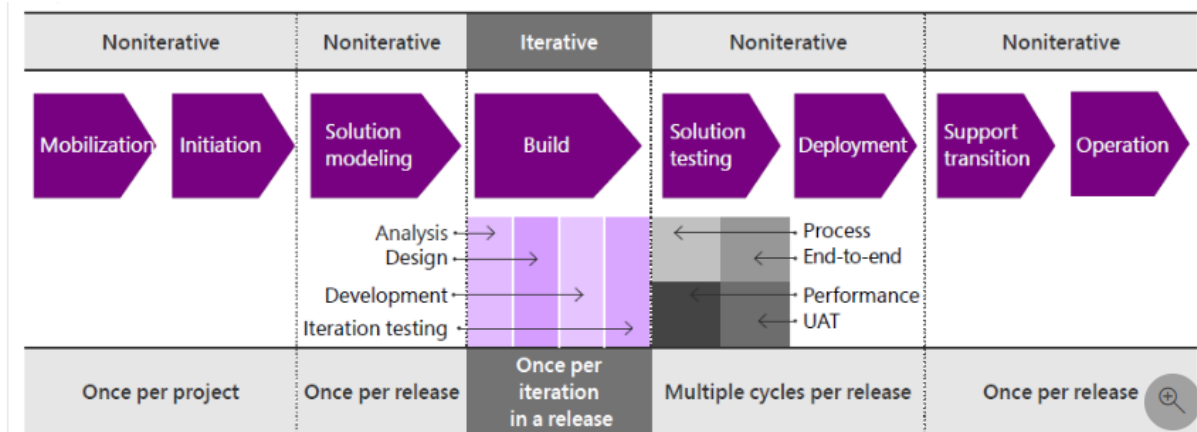 Noniterative
Noniterative
Iterative
Noniterative
Noniterative
Mobilization
Initiation
Solution
modeling
Build
Solution
testing
Deployment
Support
transition
Operation
Analysis
Design
Development
Iteration testing
Process
End-to-end
Performance
UAT
Once per project
Once per release
Once per
iteration
in a release
Multiple cycles per release
Once per release